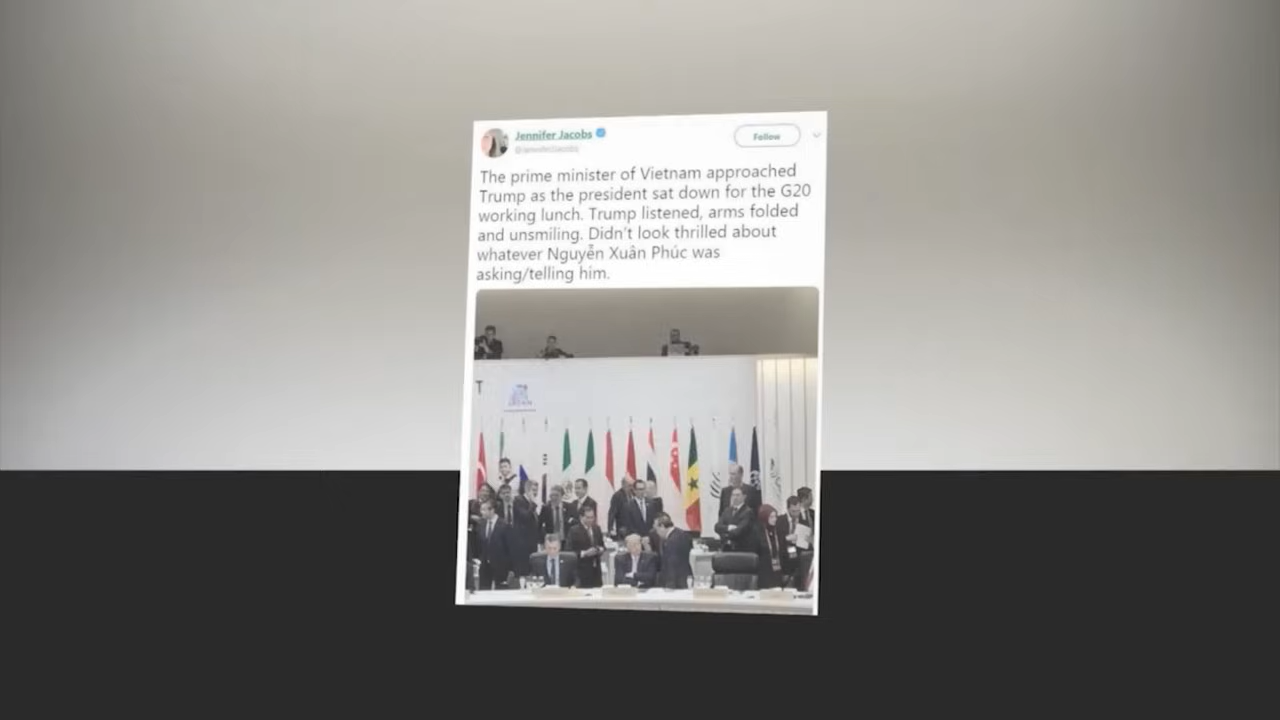 Jennifer Jacobs
Follow
The prime minister of Vietnam approached
Trump as the president sat down for the G20
working lunch. Trump listened, arms folded
and unsmiling. Didn't look thrilled about
whatever Nguyễn Xuân Phúc was
asking/telling him.
T